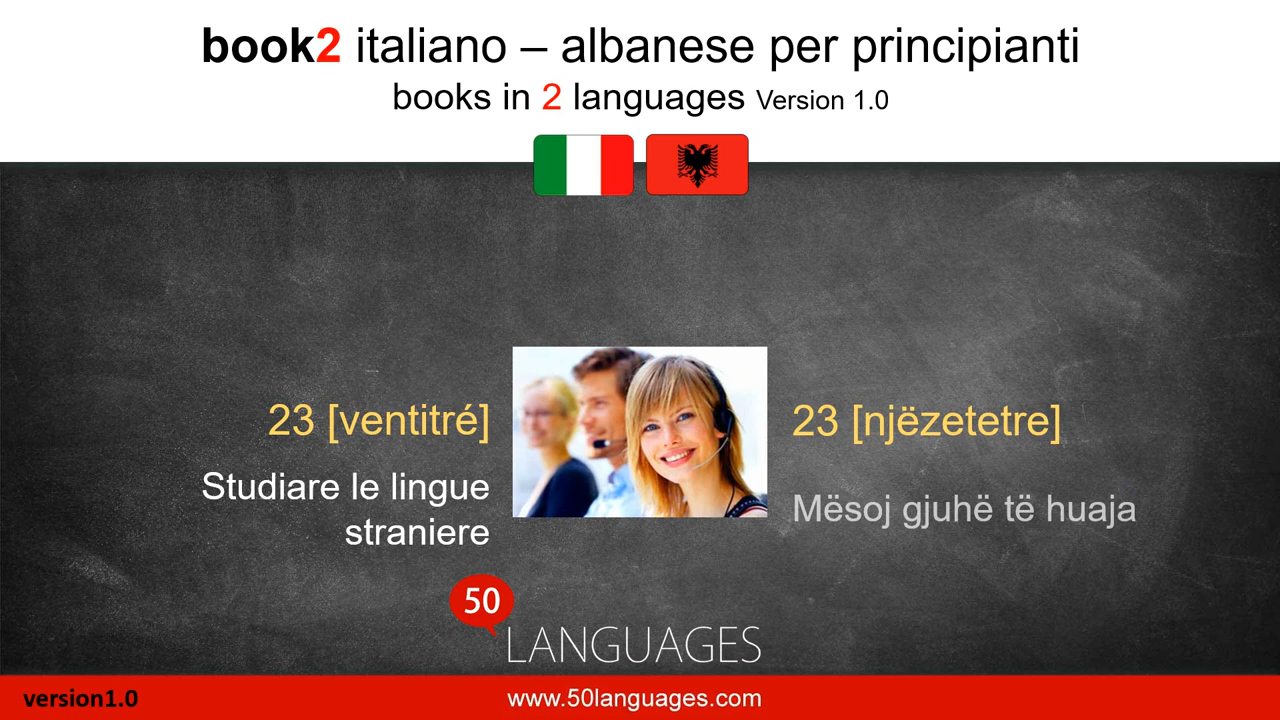 book2 italiano – albanese per principianti
books in 2 languages Version 1.0
23 [ventitré]
Studiare le lingue
straniere
23 [njëzetetre]
Mësoj gjuhë të huaja
50
LANGUAGES
version1.0
www.50languages.com